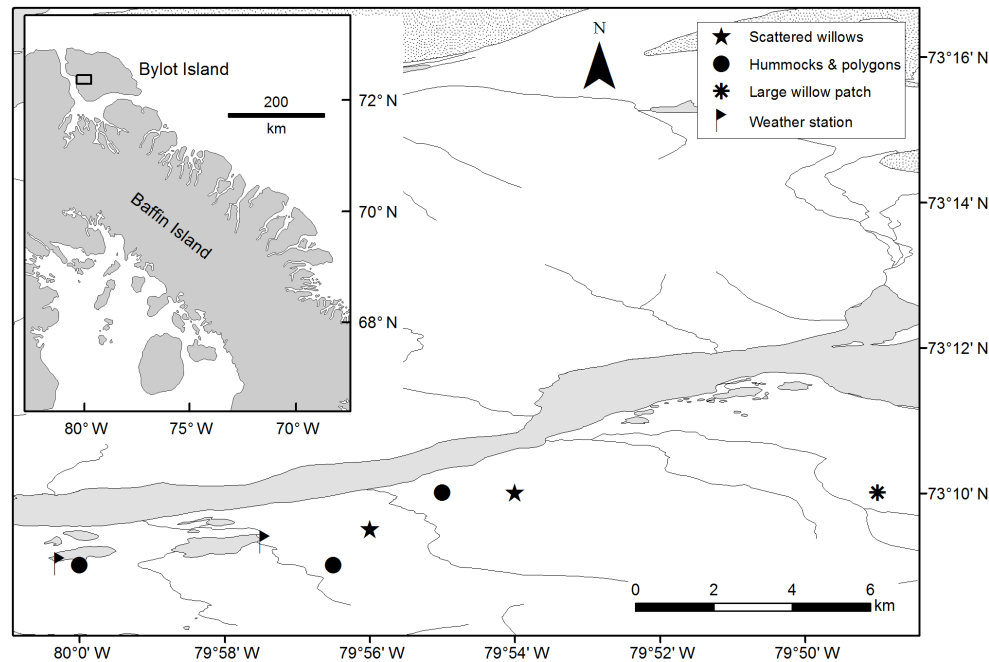 Bylot Island
200
km
Baffin Island
72° N
70° N
68° N
80° W
75° W
70° W
N
Scattered willows
Hummocks & polygons
Large willow patch
Weather station
73°16' N
73°14' N
73°12' N
73°10' N
0 2 4 6
km
80°0' W
79°58' W
79°56' W
79°54' W
79°52' W
79°50' W